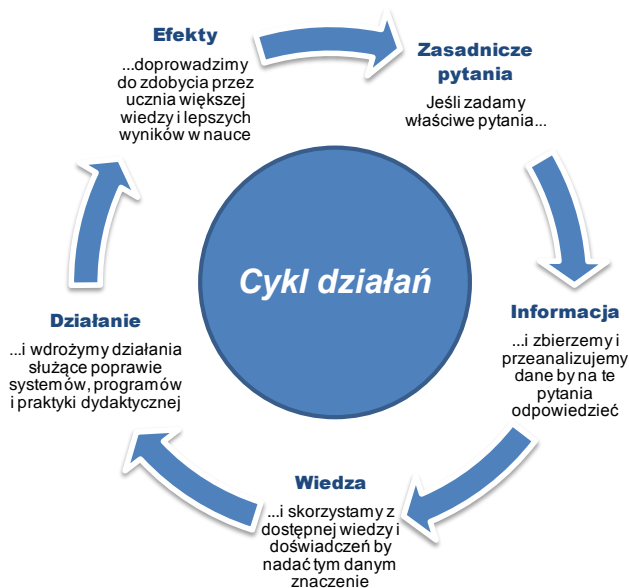 Efekty
...doprowadzimy
do zdobycia przez
ucznia większej
wiedzy i lepszych
wyników w nauce
Zasadnicze
pytania
Jeśli zadamy
właściwe pytania...
Informacja
...i zbierzemy i
przeanalizujemy
dane by na te
pytania
odpowiedzieć
Wiedza
...i skorzystamy z
dostępnej wiedzy i
doświadczeń by
nadać tym danym
znaczenie
Działanie
...i wdrożymy działania
służące poprawie
systemów, programów
i praktyki dydaktycznej
Cykl działań